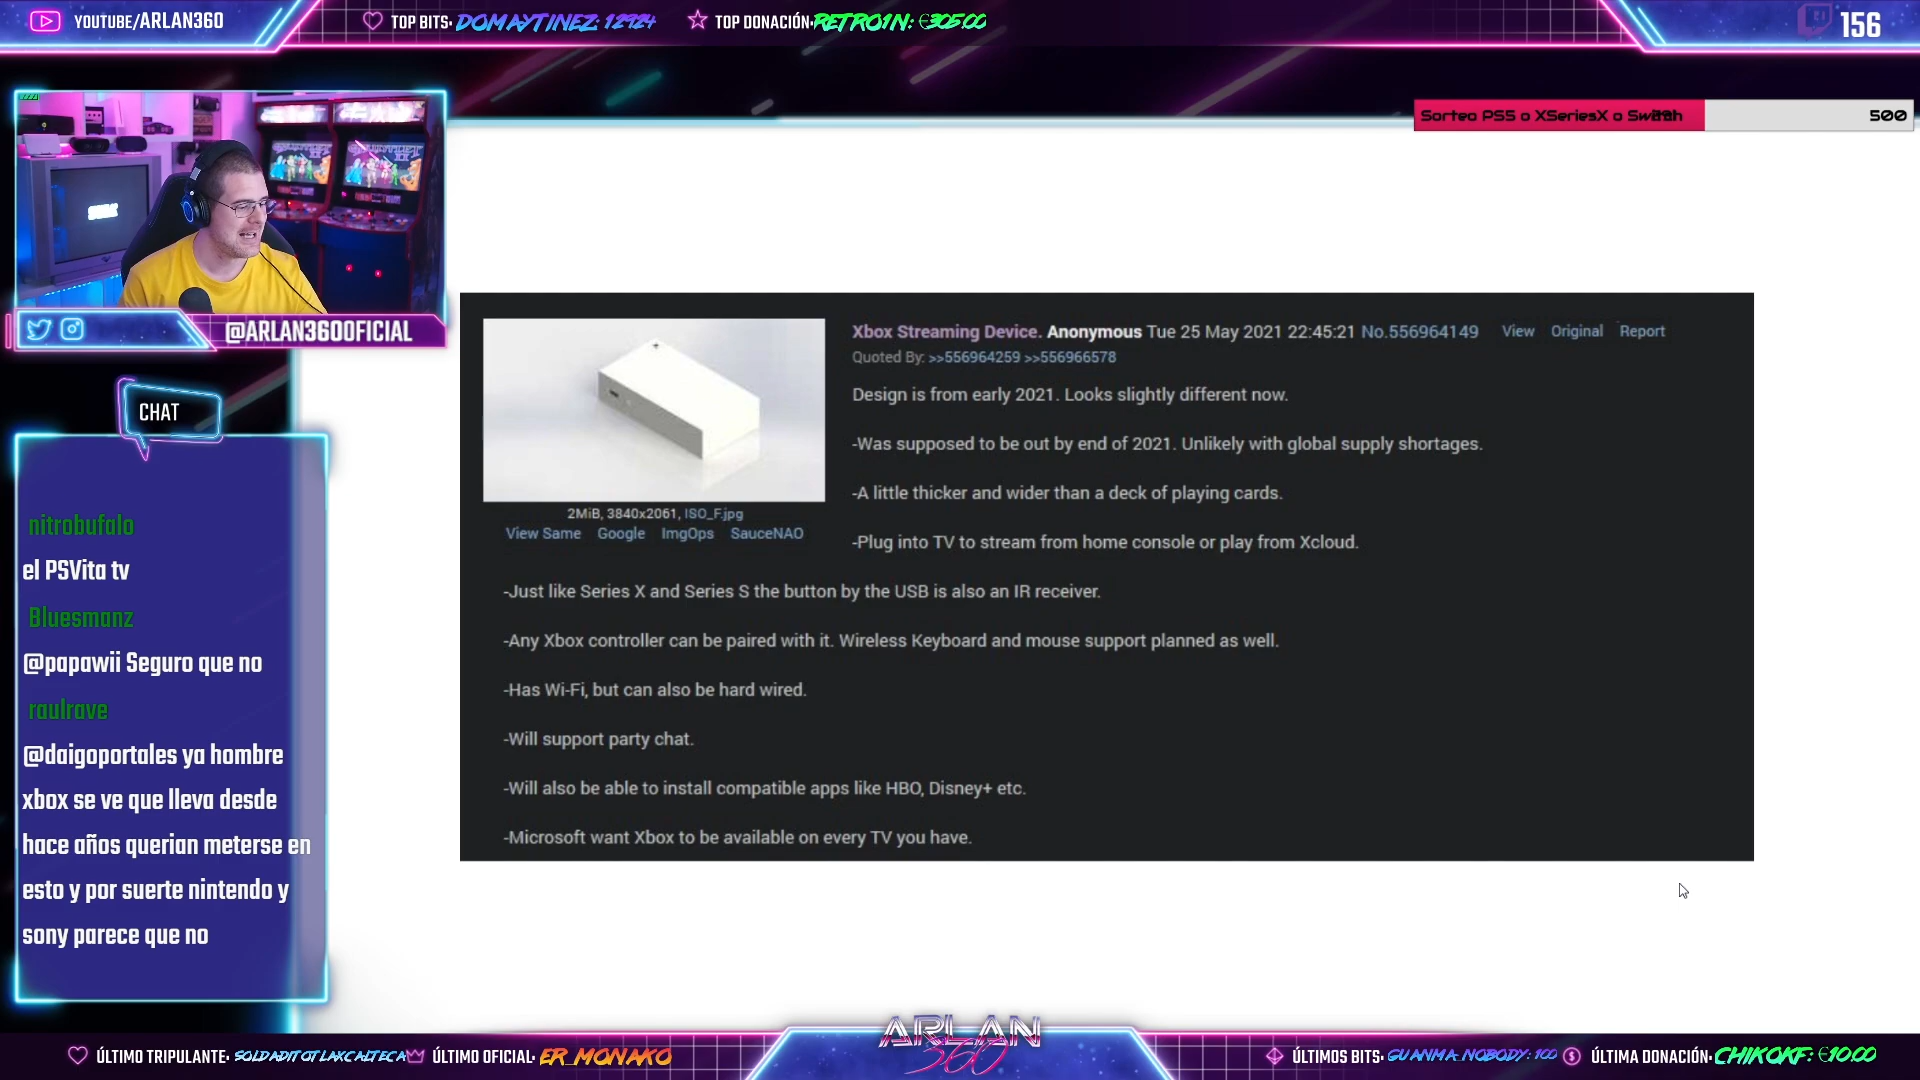 YOUTUBE/ARLAN360
TOP BITS: DOMAYTINEZ: 12924
TOP DONACIÓN: RETRO1N: €305.00
156
Sorteo PS5 o XSeriesX o Switch
500
SEGA
@ARLAN360OFICIAL
CHAT
nitrobufalo
el PSVita tv
Bluesmanz
@papawii Seguro que no
raulrave
@daigoportales ya hombre
xbox se ve que lleva desde
hace años querian meterse en
esto y por suerte nintendo y
sony parece que no
Xbox Streaming Device. Anonymous Tue 25 May 2021 22:45:21 No.556964149 View Original Report
Quoted By: >>556964259 >>556966578
Design is from early 2021. Looks slightly different now.
-Was supposed to be out by end of 2021. Unlikely with global supply shortages.
-A little thicker and wider than a deck of playing cards.
-Plug into TV to stream from home console or play from Xcloud.
2MiB, 3840x2061, ISO_F.jpg
View Same Google ImgOps SauceNAO
-Just like Series X and Series S the button by the USB is also an IR receiver.
-Any Xbox controller can be paired with it. Wireless Keyboard and mouse support planned as well.
-Has Wi-Fi, but can also be hard wired.
-Will support party chat.
-Will also be able to install compatible apps like HBO, Disney+ etc.
-Microsoft want Xbox to be available on every TV you have.
ARLAN
360
ÚLTIMO TRIPULANTE: SOLDADITOTLAXCALTECA
ÚLTIMO OFICIAL: ER_MONAKO
ÚLTIMOS BITS: GUANMA_NOBODY: 100
ÚLTIMA DONACIÓN: CHIKOKF: €10.00